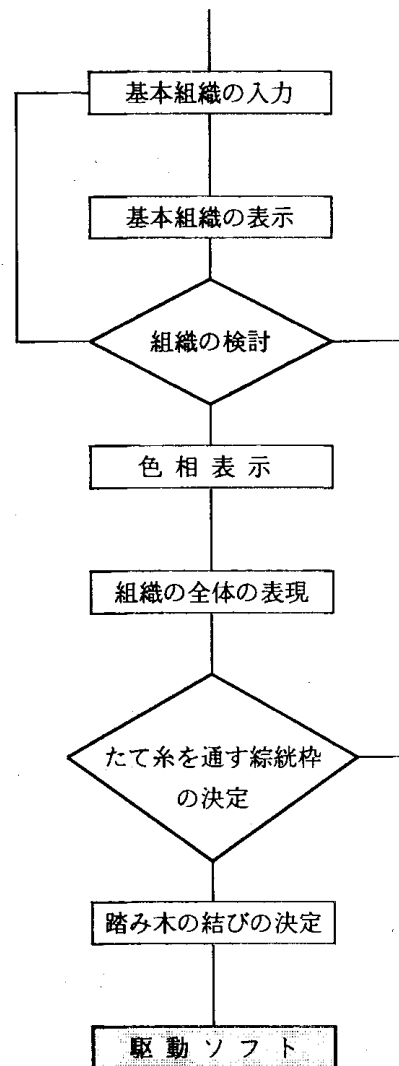 基本組織の入力
基本組織の表示
組織の検討
色相表示
組織の全体の表現
たて糸を通す綜絖枠
の決定
踏み木の結びの決定
駆動ソフト